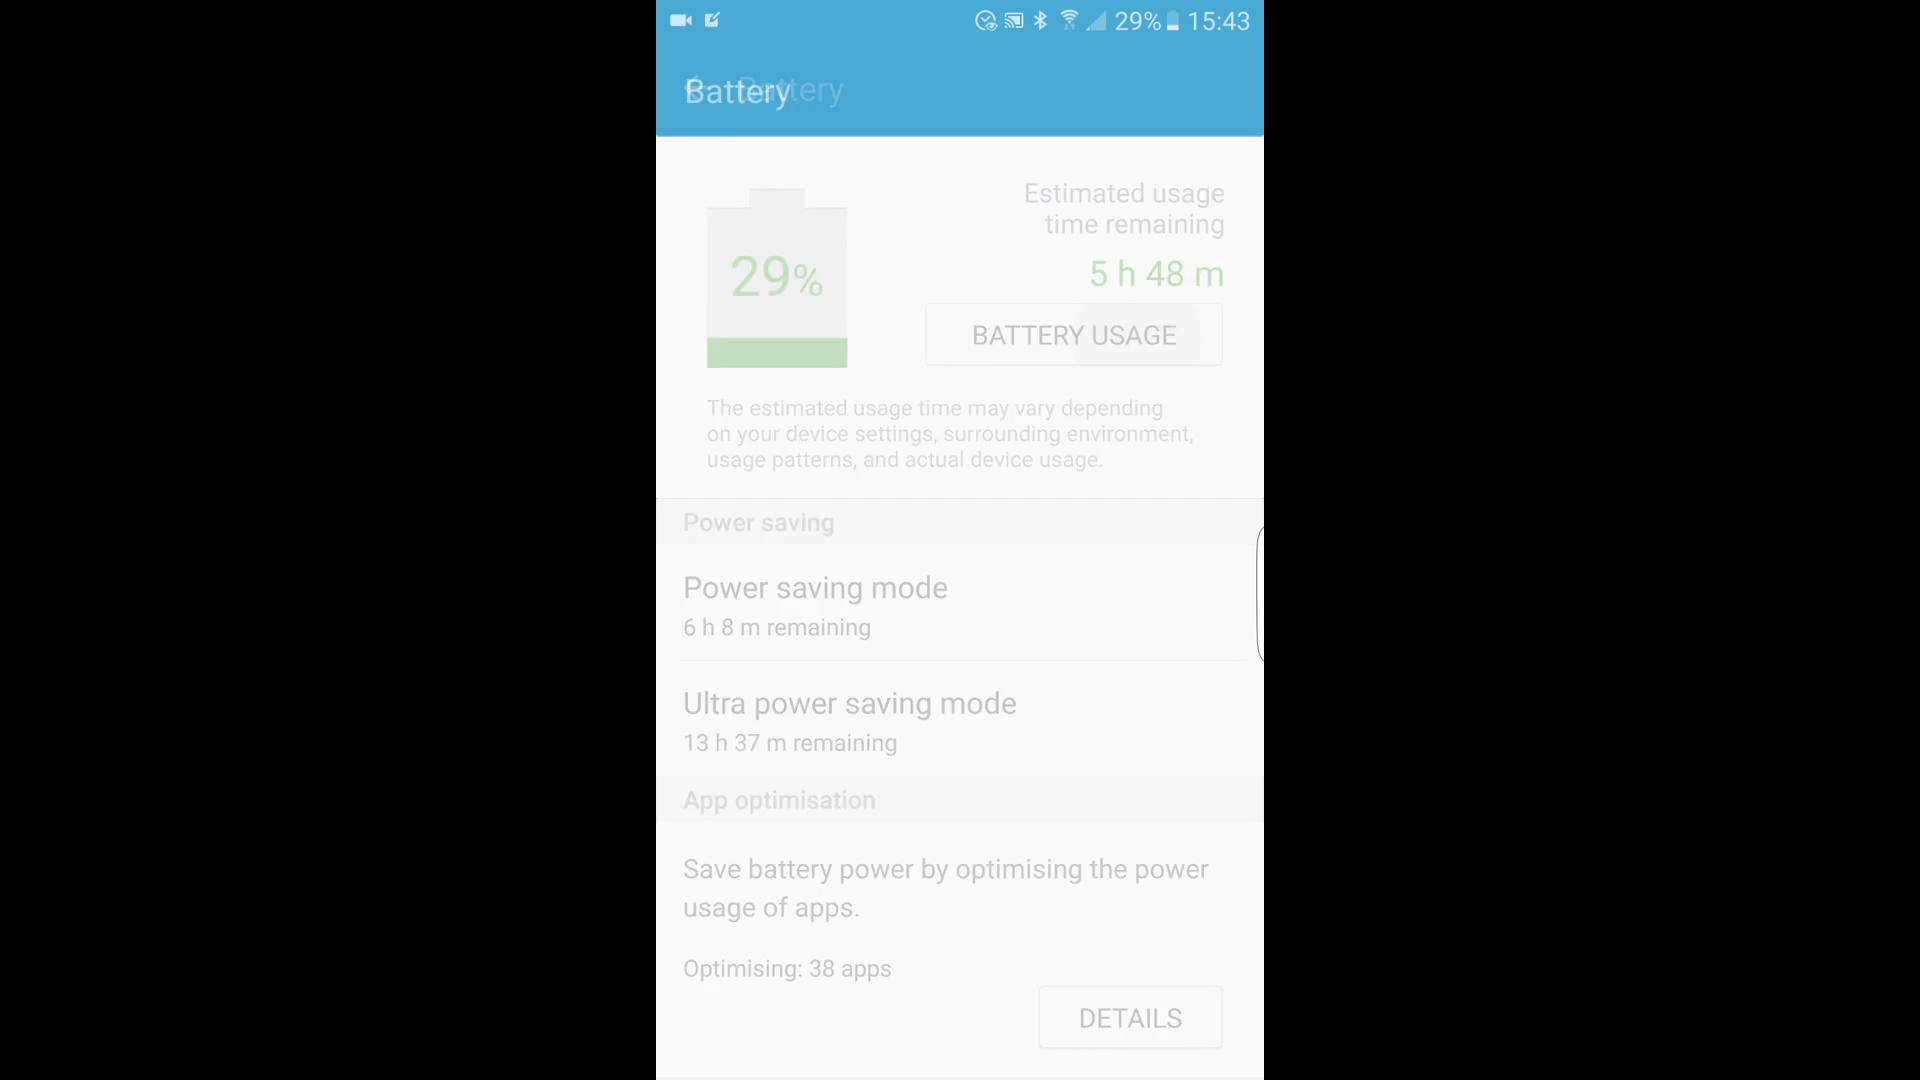 29% 15:43
Battery
Battery
Estimated usage
time remaining
29%
5 h 48 m
BATTERY USAGE
The estimated usage time may vary depending
on your device settings, surrounding environment,
usage patterns, and actual device usage.
Power saving
Power saving mode
6 h 8 m remaining
Ultra power saving mode
13 h 37 m remaining
App optimisation
Save battery power by optimising the power
usage of apps.
Optimising: 38 apps
DETAILS